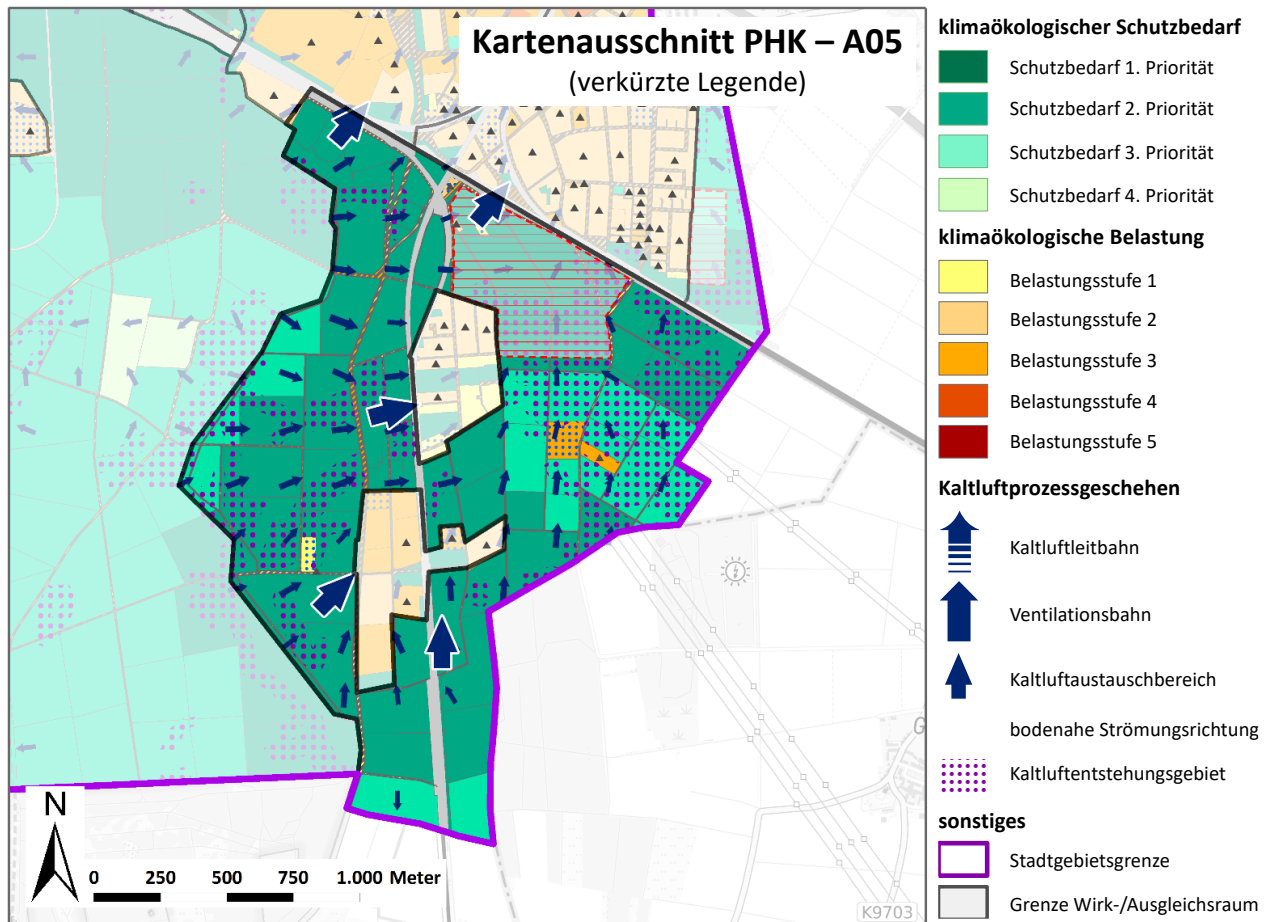 Kartenausschnitt PHK – A05
(verkürzte Legende)
klimaökologischer Schutzbedarf
Schutzbedarf 1. Priorität
Schutzbedarf 2. Priorität
Schutzbedarf 3. Priorität
Schutzbedarf 4. Priorität
klimaökologische Belastung
Belastungsstufe 1
Belastungsstufe 2
Belastungsstufe 3
Belastungsstufe 4
Belastungsstufe 5
Kaltluftprozessgeschehen
Kaltluftleitbahn
Ventilationsbahn
Kaltluftaustauschbereich
bodennahe Strömungsrichtung
Kaltluftentstehungsgebiet
sonstiges
Stadtgebietsgrenze
Grenze Wirk-/Ausgleichsraum
N
0 250 500 750 1.000 Meter
G
K9703